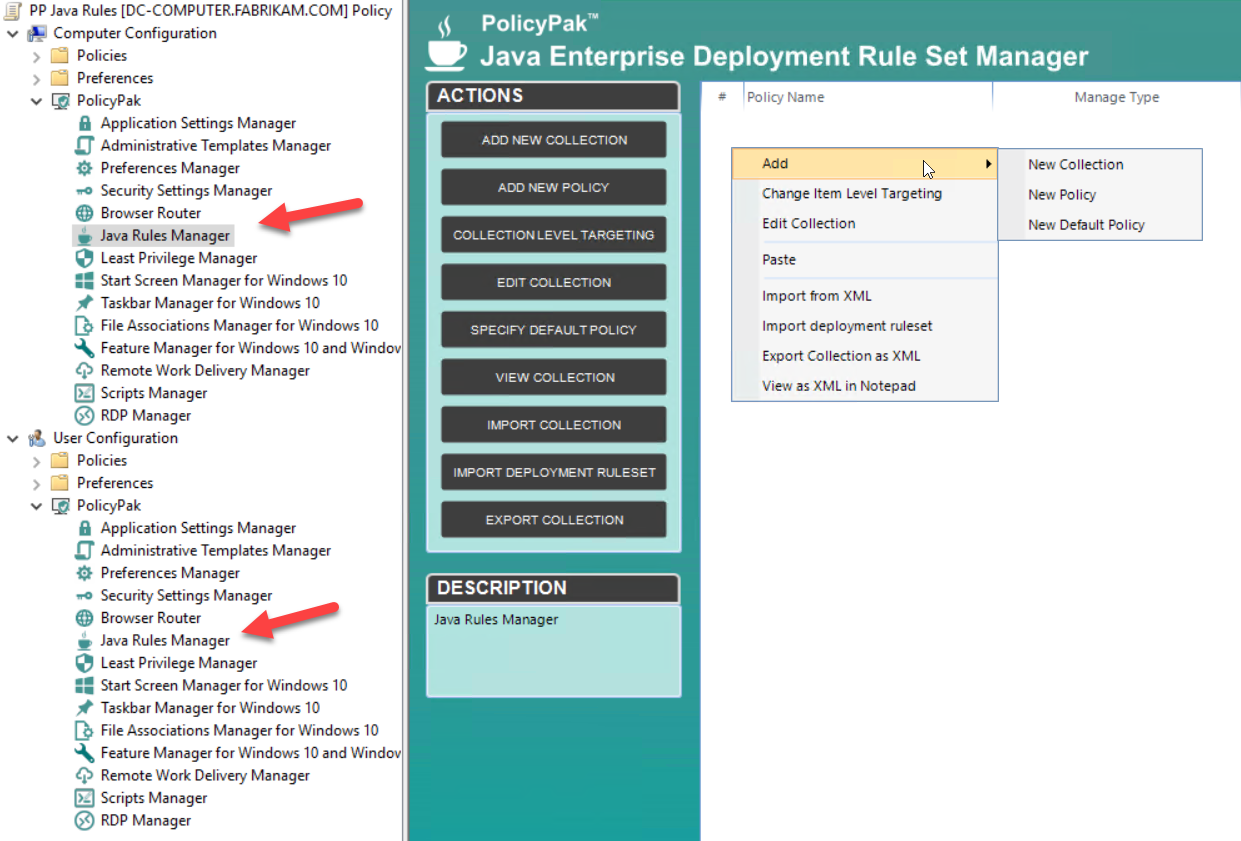 PP Java Rules [DC-COMPUTER.FABRIKAM.COM] Policy
Computer Configuration
Policies
Preferences
PolicyPak
Application Settings Manager
Administrative Templates Manager
Preferences Manager
Security Settings Manager
Browser Router
Java Rules Manager
Least Privilege Manager
Start Screen Manager for Windows 10
Taskbar Manager for Windows 10
File Associations Manager for Windows 10
Feature Manager for Windows 10 and Window
Remote Work Delivery Manager
Scripts Manager
RDP Manager
User Configuration
Policies
Preferences
PolicyPak
Application Settings Manager
Administrative Templates Manager
Preferences Manager
Security Settings Manager
Browser Router
Java Rules Manager
Least Privilege Manager
Start Screen Manager for Windows 10
Taskbar Manager for Windows 10
File Associations Manager for Windows 10
Feature Manager for Windows 10 and Window
Remote Work Delivery Manager
Scripts Manager
RDP Manager
PolicyPak™
Java Enterprise Deployment Rule Set Manager
ACTIONS
ADD NEW COLLECTION
ADD NEW POLICY
COLLECTION LEVEL TARGETING
EDIT COLLECTION
SPECIFY DEFAULT POLICY
VIEW COLLECTION
IMPORT COLLECTION
IMPORT DEPLOYMENT RULESET
EXPORT COLLECTION
DESCRIPTION
Java Rules Manager
# Policy Name Manage Type
Add
Change Item Level Targeting
Edit Collection
Paste
Import from XML
Import deployment ruleset
Export Collection as XML
View as XML in Notepad
New Collection
New Policy
New Default Policy